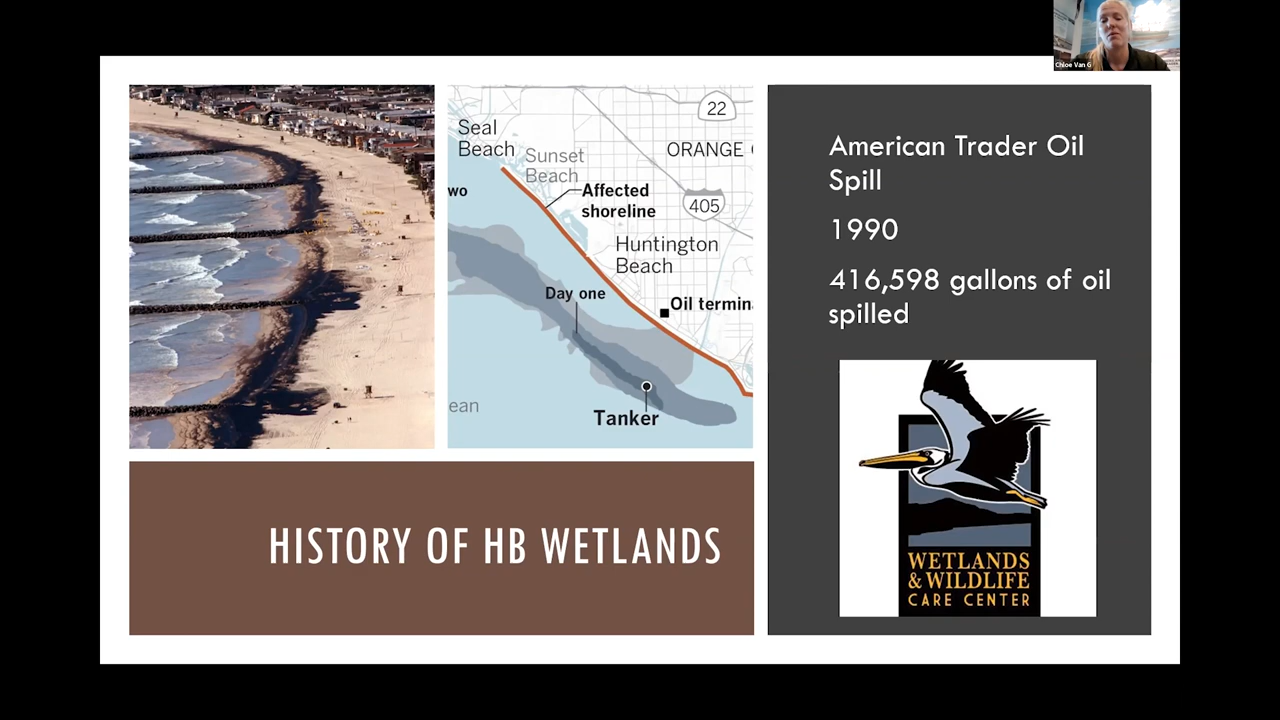 Chloe Van G
Seal
Beach
Sunset
Beach
22
ORANGE
wo
Affected
shoreline
405
Huntington
Beach
Day one
Oil termin
ean
Tanker
American Trader Oil
Spill
1990
416,598 gallons of oil
spilled
WETLANDS
& WILDLIFE
CARE CENTER
HISTORY OF HB WETLANDS